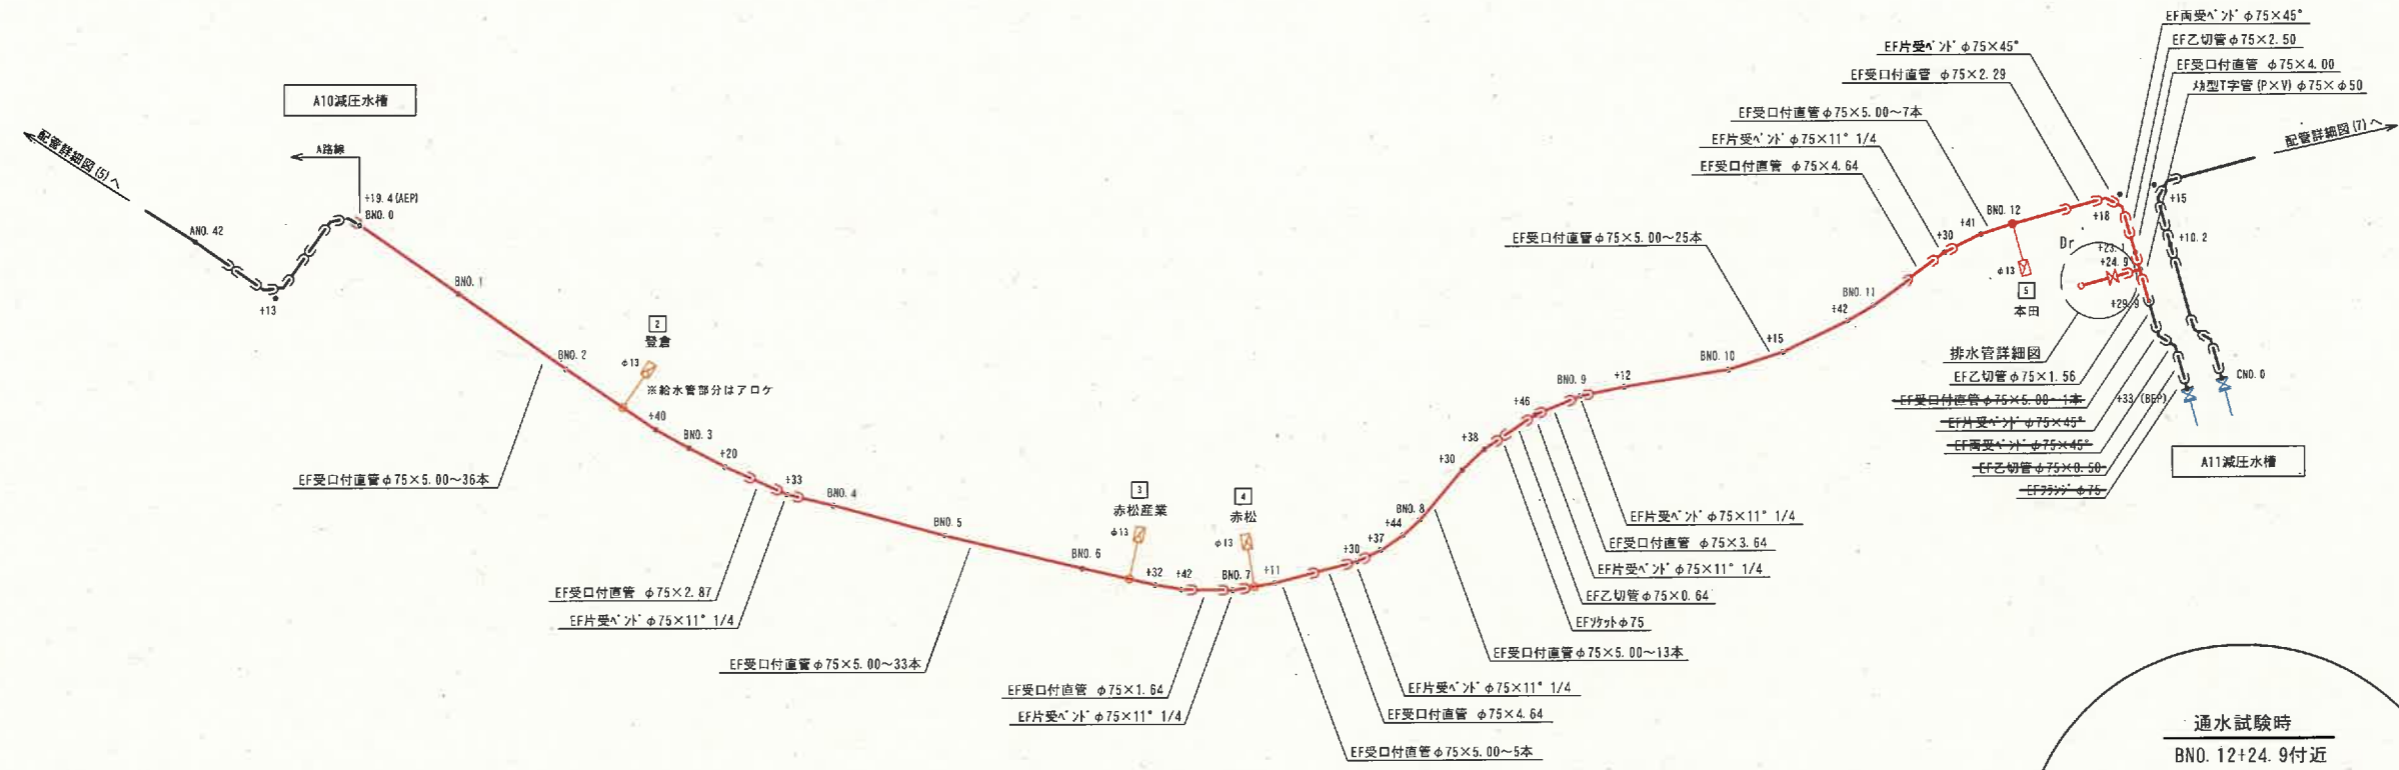 A10減圧水槽
配管詳細図(5)へ
A路線
+19.4(AEP)
BNO.0
ANO.42
+13
BNO.1
BNO.2
2
登倉
φ13
※給水管部分はアロケ
+40
BNO.3
+20
+33
BNO.4
BNO.5
BNO.6
EF受口付直管φ75×5.00~36本
EF受口付直管 φ75×2.87
EF片受ベンド φ75×11°1/4
EF受口付直管φ75×5.00~33本
3
赤松産業
φ13
+32
+42
4
赤松
φ13
BNO.7
+11
+30
+37
+44
BNO.8
+30
+38
+46
BNO.9
+12
BNO.10
+15
+42
BNO.11
+30
+41
BNO.12
EF受口付直管 φ75×1.64
EF片受ベンド φ75×11°1/4
EF受口付直管φ75×5.00~5本
EF受口付直管 φ75×4.64
EF片受ベンド φ75×11°1/4
EF受口付直管φ75×5.00~13本
EFソケットφ75
EF乙切管φ75×0.64
EF片受ベンド φ75×11°1/4
EF受口付直管 φ75×3.64
EF片受ベンド φ75×11°1/4
EF受口付直管φ75×5.00~25本
EF受口付直管 φ75×4.64
EF片受ベンド φ75×11°1/4
EF受口付直管φ75×5.00~7本
EF受口付直管 φ75×2.29
EF片受ベンド φ75×45°
EF両受ベンド φ75×45°
EF乙切管φ75×2.50
EF受口付直管 φ75×4.00
T字管(P×V) φ75×φ50
配管詳細図(7)へ
+18
+15
+10.2
Dr
+23.1
+24.9
+29.9
φ13
5
本田
排水管詳細図
EF乙切管φ75×1.56
EF受口付直管φ75×5.00~1本
+33 (BEP)
CNO.0
EF片受ベンド φ75×45°
EF両受ベンド φ75×45°
EF乙切管φ75×0.50
EFフランジ φ75
A11減圧水槽
通水試験時
BNO.12+24.9付近